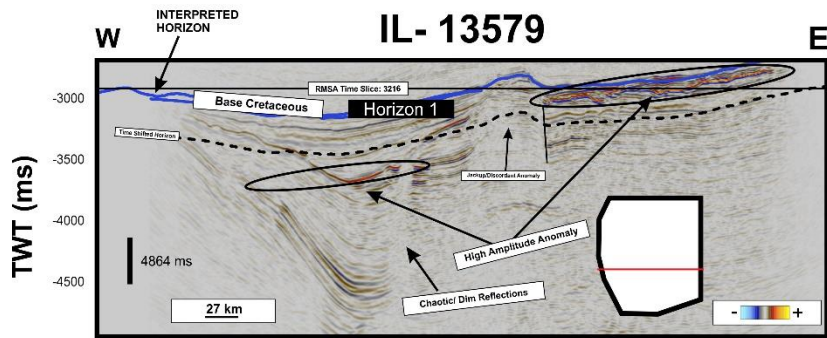 INTERPRETED
HORIZON
IL- 13579
W
E
RMSA Time Slice: 3216
Base Cretaceous
Horizon 1
Time Shifted Horizon
Jackup/Discordant Anomaly
High Amplitude Anomaly
Chaotic/ Dim Reflections
TWT (ms)
-3000
-3500
-4000
-4500
4864 ms
27 km
- +